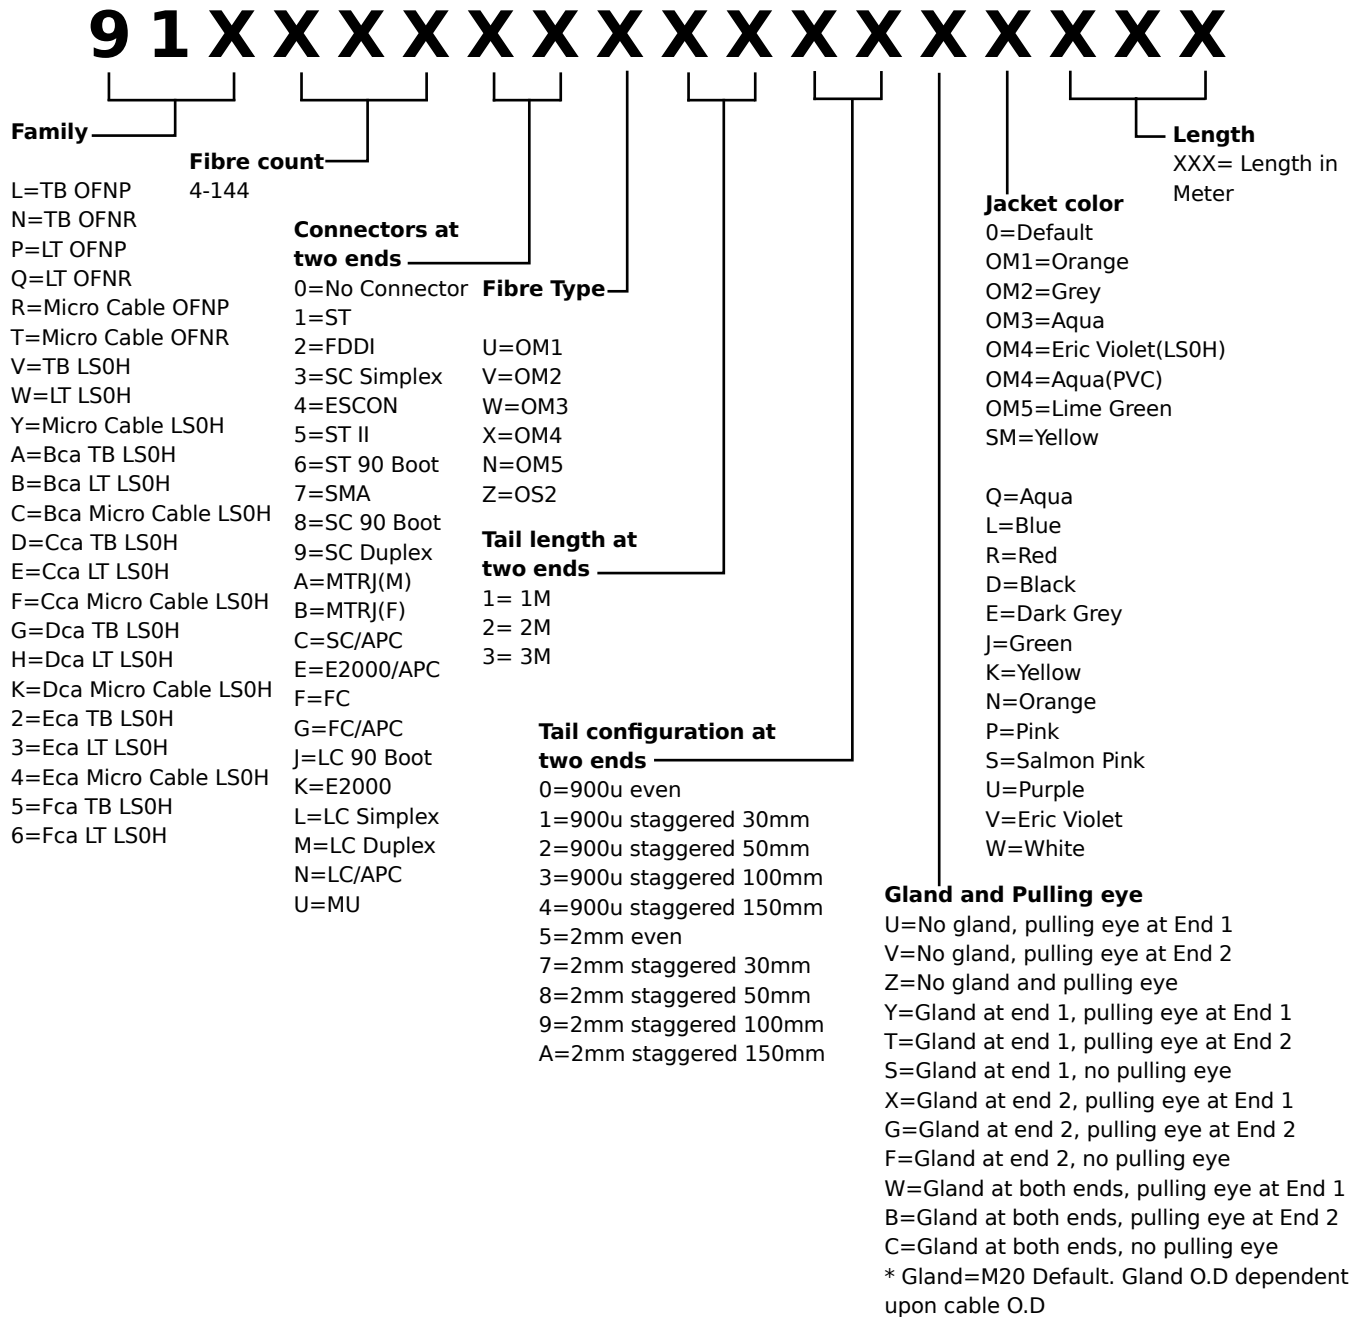 91XXXXXXXXXXXXXXXX
Family
L=TB OFNP
N=TB OFNR
P=LT OFNP
Q=LT OFNR
R=Micro Cable OFNP
T=Micro Cable OFNR
V=TB LS0H
W=LT LS0H
Y=Micro Cable LS0H
A=Bca TB LS0H
B=Bca LT LS0H
C=Bca Micro Cable LS0H
D=Cca TB LS0H
E=Cca LT LS0H
F=Cca Micro Cable LS0H
G=Dca TB LS0H
H=Dca LT LS0H
K=Dca Micro Cable LS0H
2=Eca TB LS0H
3=Eca LT LS0H
4=Eca Micro Cable LS0H
5=Fca TB LS0H
6=Fca LT LS0H
Fibre count
4-144
Connectors at
two ends
0=No Connector
1=ST
2=FDDI
3=SC Simplex
4=ESCON
5=ST II
6=ST 90 Boot
7=SMA
8=SC 90 Boot
9=SC Duplex
A=MTRJ(M)
B=MTRJ(F)
C=SC/APC
E=E2000/APC
F=FC
G=FC/APC
J=LC 90 Boot
K=E2000
L=LC Simplex
M=LC Duplex
N=LC/APC
U=MU
Fibre Type
U=OM1
V=OM2
W=OM3
X=OM4
N=OM5
Z=OS2
Tail length at
two ends
1= 1M
2= 2M
3= 3M
Tail configuration at
two ends
0=900u even
1=900u staggered 30mm
2=900u staggered 50mm
3=900u staggered 100mm
4=900u staggered 150mm
5=2mm even
7=2mm staggered 30mm
8=2mm staggered 50mm
9=2mm staggered 100mm
A=2mm staggered 150mm
Gland and Pulling eye
U=No gland, pulling eye at End 1
V=No gland, pulling eye at End 2
Z=No gland and pulling eye
Y=Gland at end 1, pulling eye at End 1
T=Gland at end 1, pulling eye at End 2
S=Gland at end 1, no pulling eye
X=Gland at end 2, pulling eye at End 1
G=Gland at end 2, pulling eye at End 2
F=Gland at end 2, no pulling eye
W=Gland at both ends, pulling eye at End 1
B=Gland at both ends, pulling eye at End 2
C=Gland at both ends, no pulling eye
* Gland=M20 Default. Gland O.D dependent
upon cable O.D
Jacket color
0=Default
OM1=Orange
OM2=Grey
OM3=Aqua
OM4=Eric Violet(LS0H)
OM4=Aqua(PVC)
OM5=Lime Green
SM=Yellow
Q=Aqua
L=Blue
R=Red
D=Black
E=Dark Grey
J=Green
K=Yellow
N=Orange
P=Pink
S=Salmon Pink
U=Purple
V=Eric Violet
W=White
Length
XXX= Length in
Meter